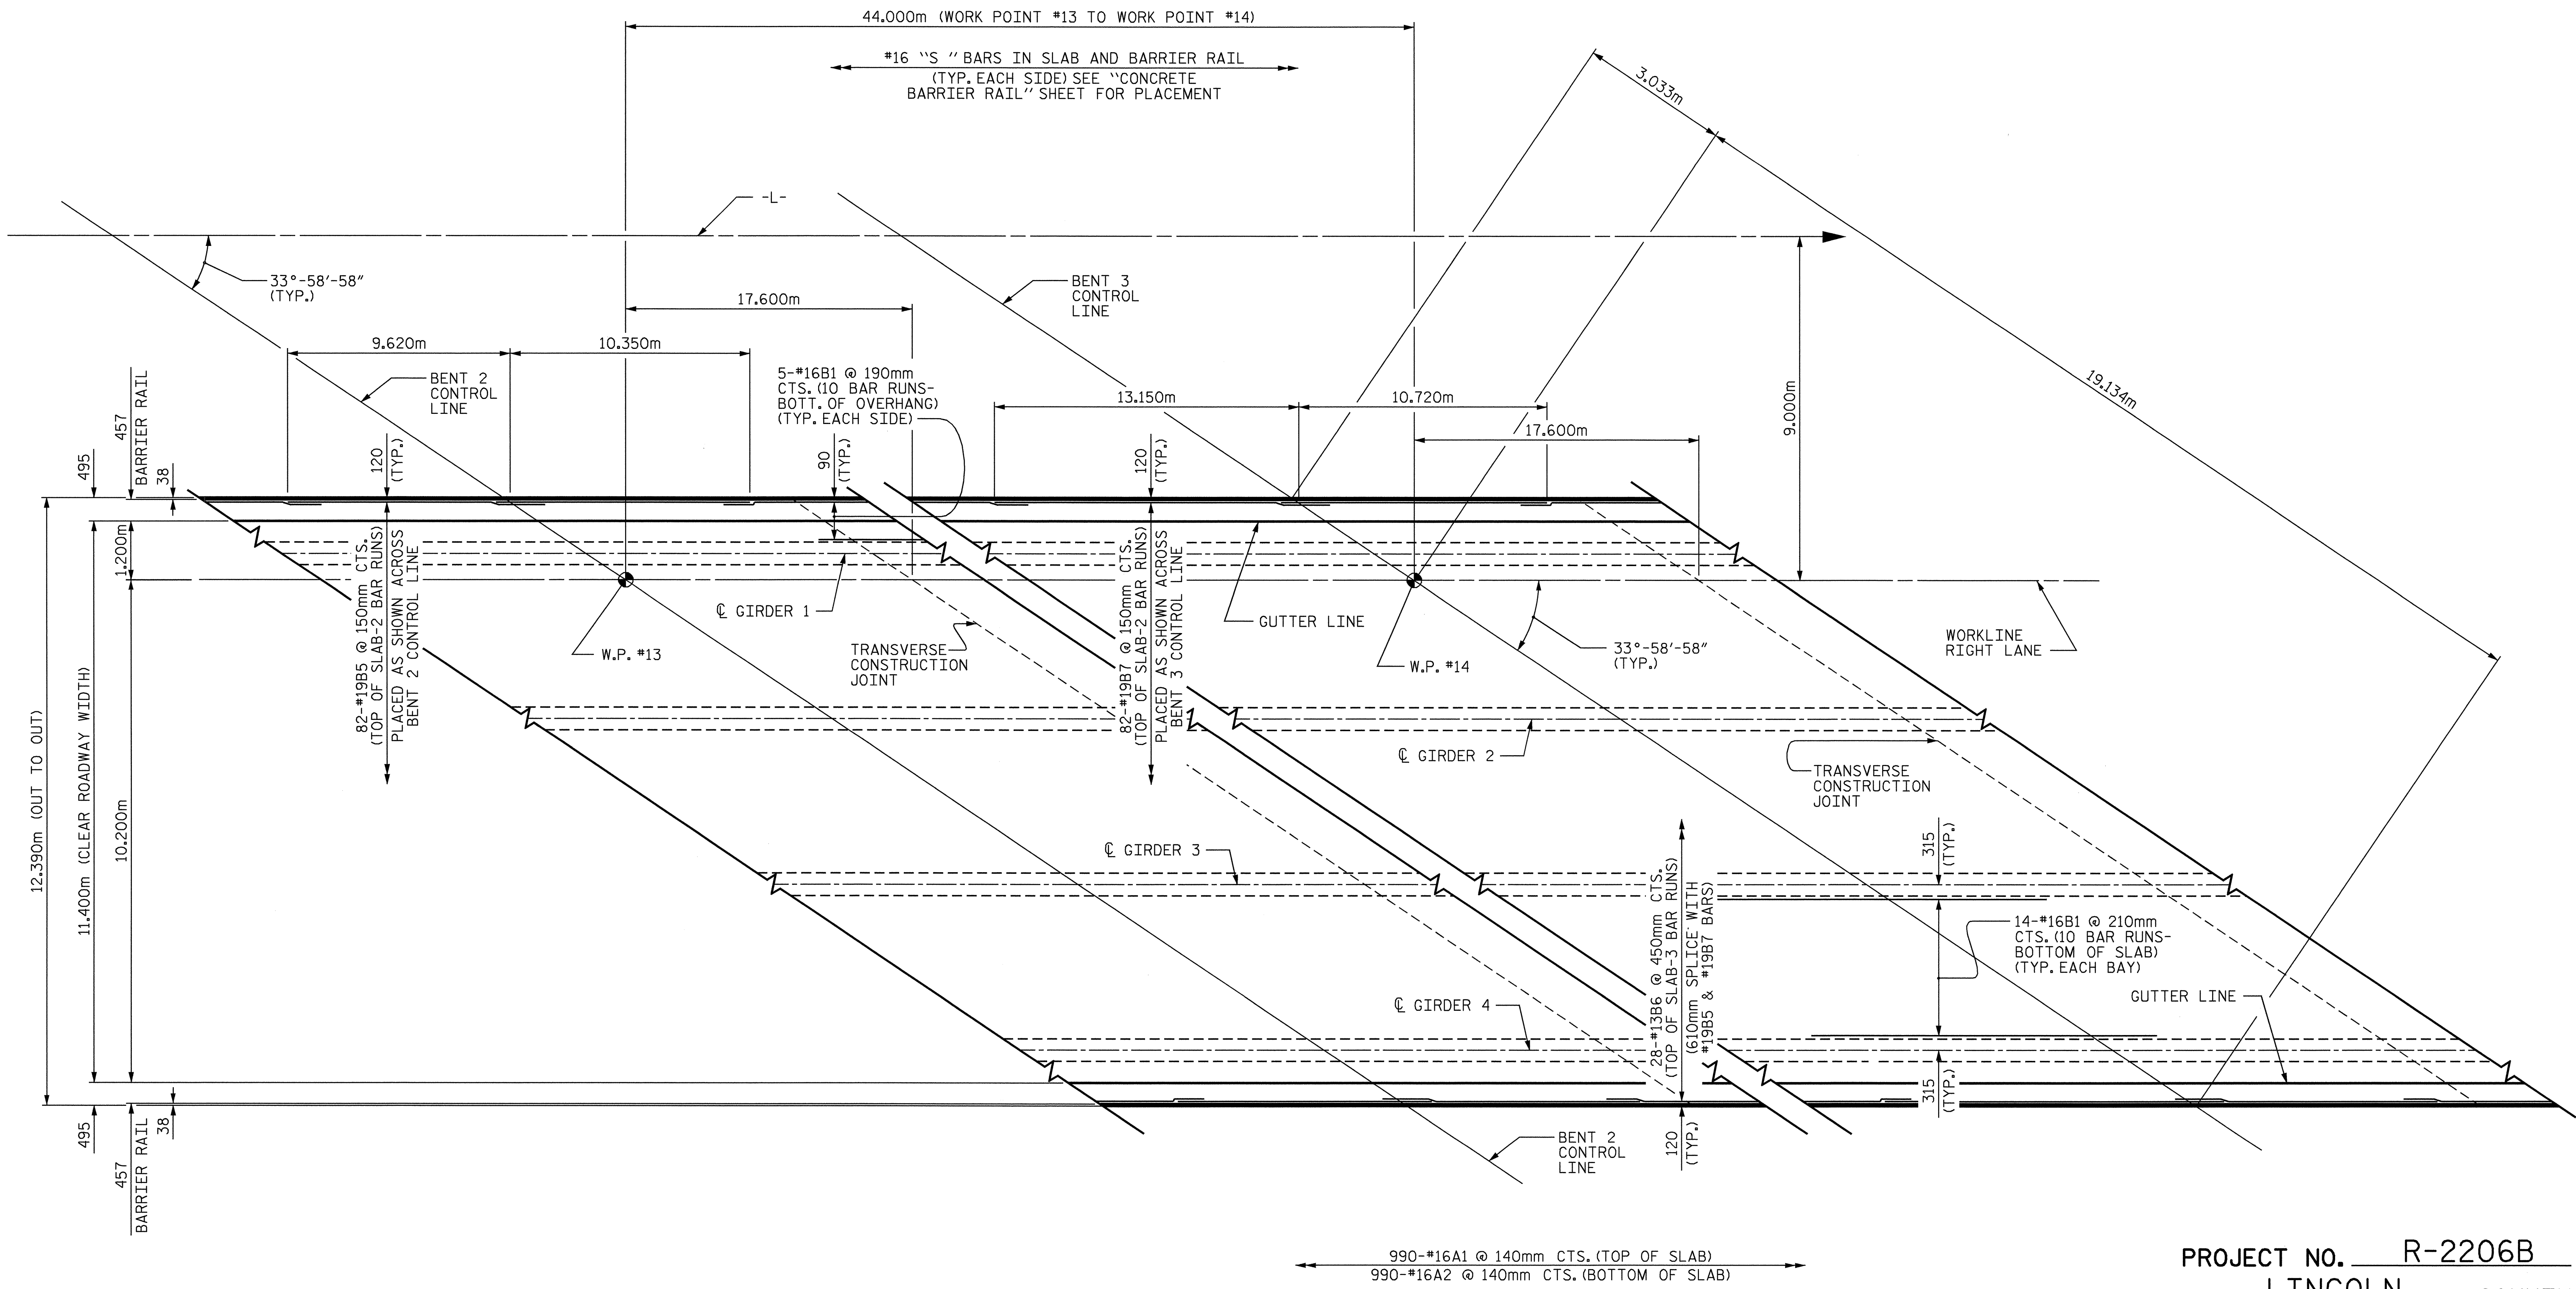 44.000m (WORK POINT #13 TO WORK POINT #14)
#16 "S" BARS IN SLAB AND BARRIER RAIL
(TYP. EACH SIDE) SEE "CONCRETE
BARRIER RAIL" SHEET FOR PLACEMENT
3.033m
19.134m
-L-
33°-58'-58"
(TYP.)
BENT 3
CONTROL
LINE
17.600m
9.620m
10.350m
BENT 2
CONTROL
LINE
5-#16B1 @ 190mm
CTS. (10 BAR RUNS-
BOTT. OF OVERHANG)
(TYP. EACH SIDE)
13.150m
10.720m
17.600m
9.000m
495
457
BARRIER RAIL
38
120
(TYP.)
90
(TYP.)
120
(TYP.)
12.390m (OUT TO OUT)
11.400m (CLEAR ROADWAY WIDTH)
1.200m
10.200m
82-#19B5 @ 150mm CTS.
(TOP OF SLAB-2 BAR RUNS)
PLACED AS SHOWN ACROSS
BENT 2 CONTROL LINE
82-#19B7 @ 150mm CTS.
(TOP OF SLAB-2 BAR RUNS)
PLACED AS SHOWN ACROSS
BENT 3 CONTROL LINE
℄ GIRDER 1
GUTTER LINE
W.P. #13
TRANSVERSE
CONSTRUCTION
JOINT
W.P. #14
33°-58'-58"
(TYP.)
WORKLINE
RIGHT LANE
℄ GIRDER 2
TRANSVERSE
CONSTRUCTION
JOINT
℄ GIRDER 3
315
(TYP.)
28-#13B6 @ 450mm CTS.
(TOP OF SLAB-3 BAR RUNS)
(610mm SPLICE WITH
#19B5 & #19B7 BARS)
14-#16B1 @ 210mm
CTS. (10 BAR RUNS-
BOTTOM OF SLAB)
(TYP. EACH BAY)
℄ GIRDER 4
GUTTER LINE
315
(TYP.)
495
457
BARRIER RAIL
38
120
(TYP.)
BENT 2
CONTROL
LINE
990-#16A1 @ 140mm CTS. (TOP OF SLAB)
990-#16A2 @ 140mm CTS. (BOTTOM OF SLAB)
PROJECT NO. R-2206B
LINCOLN